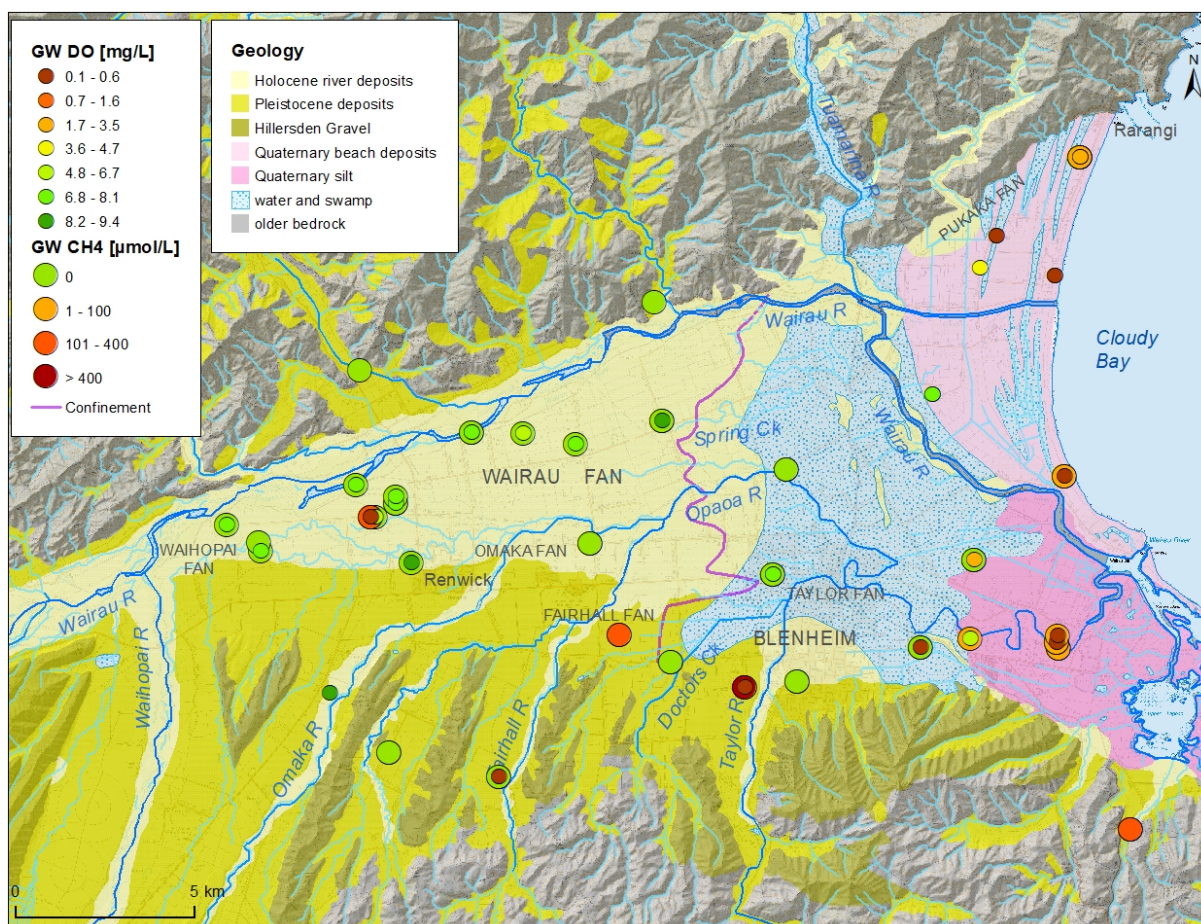 GW DO [mg/L]
0.1 - 0.6
0.7 - 1.6
1.7 - 3.5
3.6 - 4.7
4.8 - 6.7
6.8 - 8.1
8.2 - 9.4
GW CH4 [µmol/L]
0
1 - 100
101 - 400
> 400
Confinement
Geology
Holocene river deposits
Pleistocene deposits
Hillersden Gravel
Quaternary beach deposits
Quaternary silt
water and swamp
older bedrock
N
Tuamarina R
Rarangi
PUKAKA FAN
Wairau R
Cloudy
Bay
Spring Ck
Wairau R
WAIRAU FAN
Opaoa R
WAIHOPAI
FAN
OMAKA FAN
Renwick
TAYLOR FAN
Wairau R
FAIRHALL FAN
BLENHEIM
Waihopai R
Doctors Ck
Taylor R
Omaka R
airhall R
0
5 km